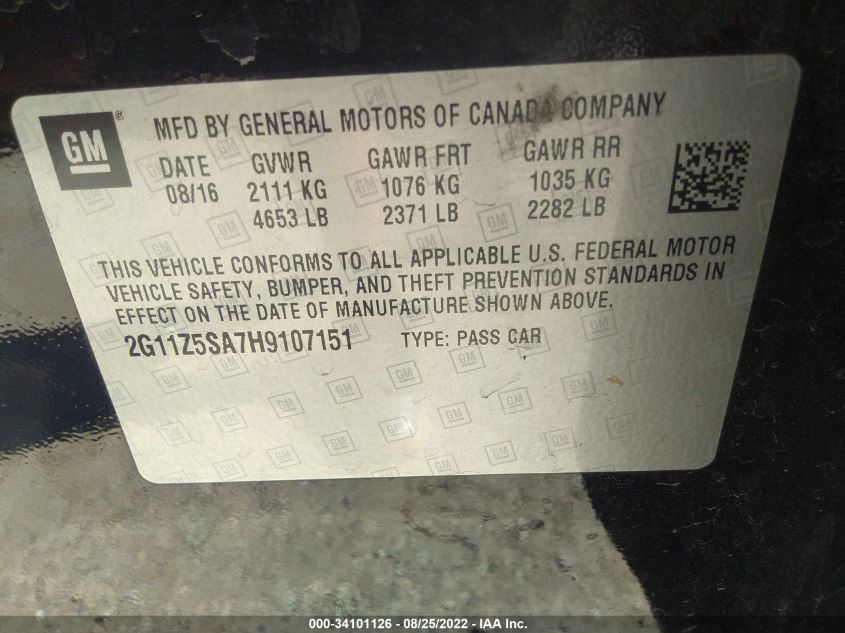 GM
MFD BY GENERAL MOTORS OF CANADA COMPANY
DATE GVWR GAWR FRT GAWR RR
08/16 2111 KG 1076 KG 1035 KG
4653 LB 2371 LB 2282 LB
THIS VEHICLE CONFORMS TO ALL APPLICABLE U.S. FEDERAL MOTOR
VEHICLE SAFETY, BUMPER, AND THEFT PREVENTION STANDARDS IN
EFFECT ON THE DATE OF MANUFACTURE SHOWN ABOVE.
2G11Z5SA7H9107151 TYPE: PASS CAR
000-34101126 - 08/25/2022 - IAA Inc.